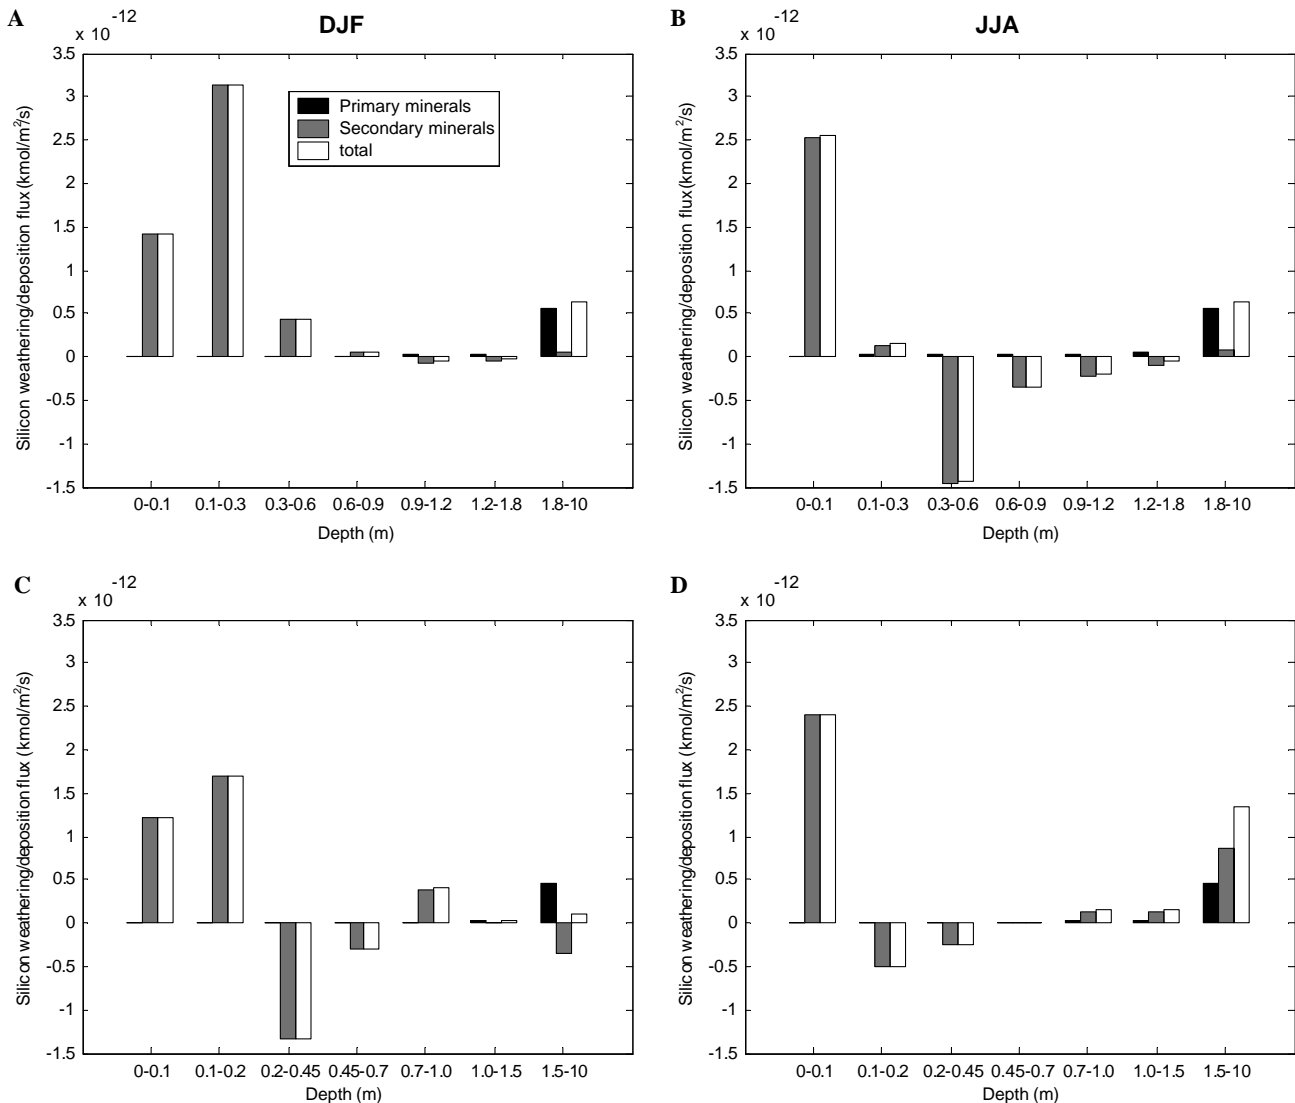 A
x 10^-12
DJF
3.5
3
2.5
2
1.5
1
0.5
0
-0.5
-1
-1.5
Silicon weathering/deposition flux (kmol/m²/s)
Primary minerals
Secondary minerals
total
0-0.1 0.1-0.3 0.3-0.6 0.6-0.9 0.9-1.2 1.2-1.8 1.8-10
Depth (m)
B
x 10^-12
JJA
3.5
3
2.5
2
1.5
1
0.5
0
-0.5
-1
-1.5
Silicon weathering/deposition flux (kmol/m²/s)
0-0.1 0.1-0.3 0.3-0.6 0.6-0.9 0.9-1.2 1.2-1.8 1.8-10
Depth (m)
C
x 10^-12
3.5
3
2.5
2
1.5
1
0.5
0
-0.5
-1
-1.5
Silicon weathering/deposition flux (kmol/m²/s)
0-0.1 0.1-0.2 0.2-0.45 0.45-0.7 0.7-1.0 1.0-1.5 1.5-10
Depth (m)
D
x 10^-12
3.5
3
2.5
2
1.5
1
0.5
0
-0.5
-1
-1.5
Silicon weathering/deposition flux (kmol/m²/s)
0-0.1 0.1-0.2 0.2-0.45 0.45-0.7 0.7-1.0 1.0-1.5 1.5-10
Depth (m)